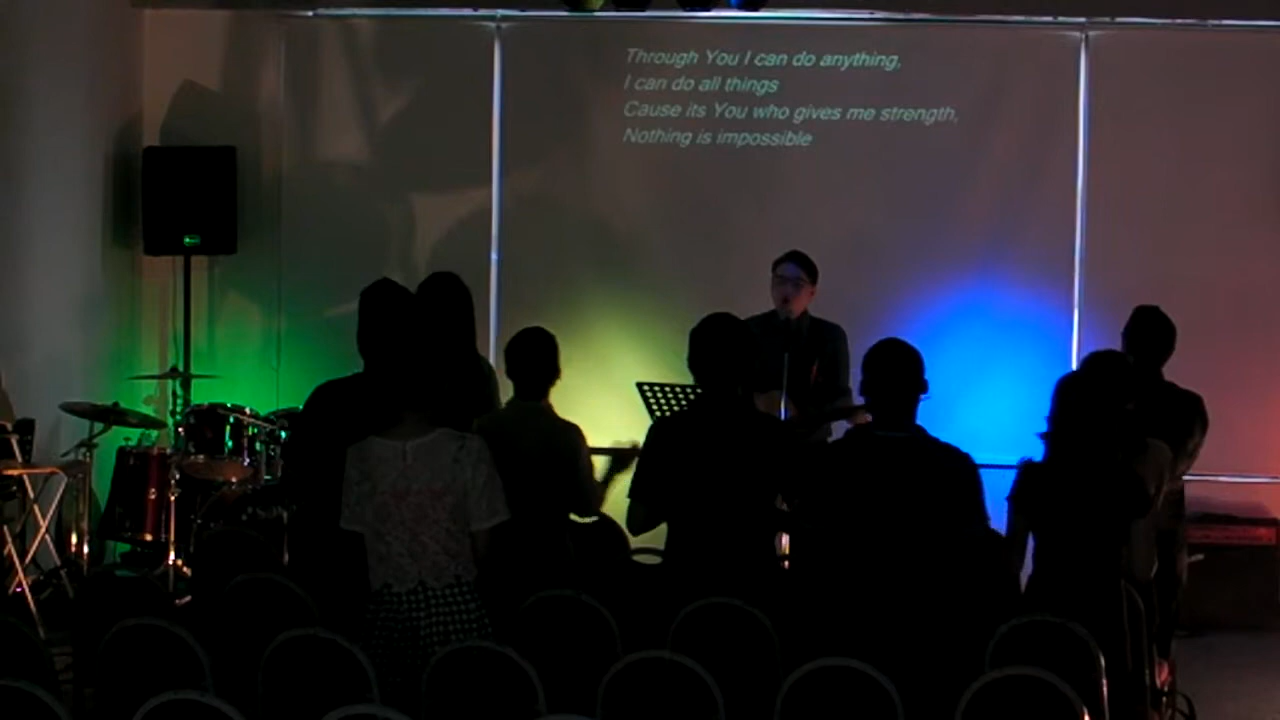 Through You I can do anything,
I can do all things
Cause its You who gives me strength,
Nothing is impossible